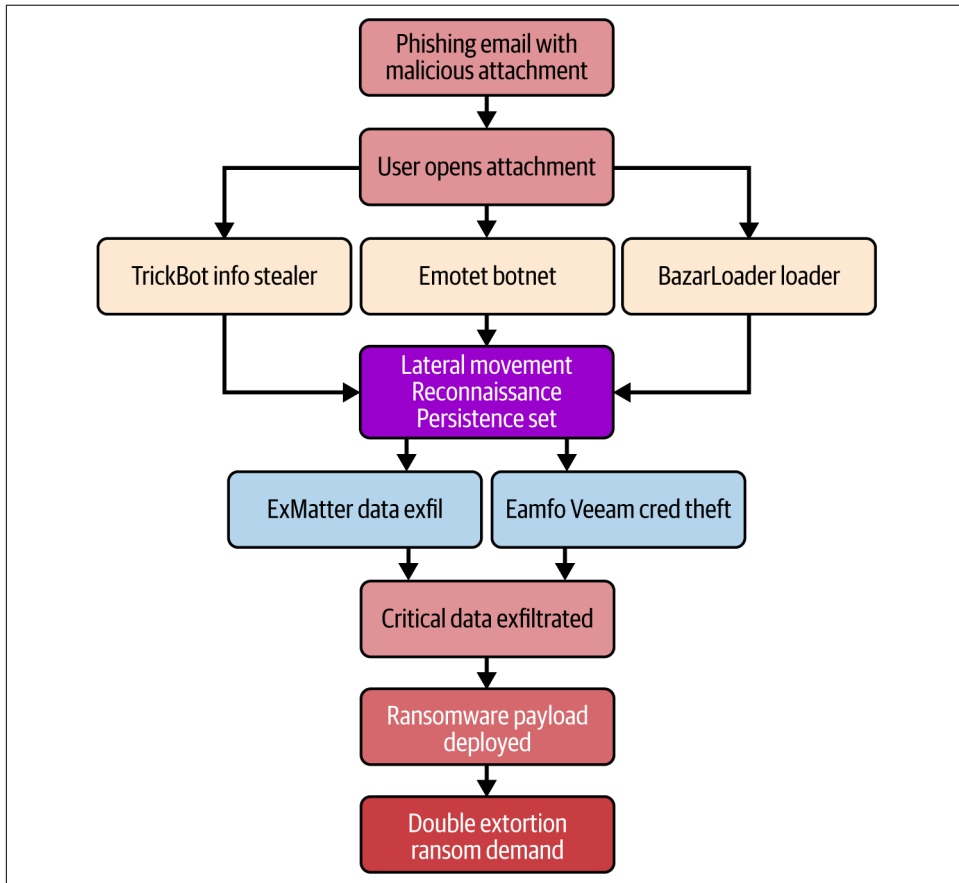 Phishing email with
malicious attachment
User opens attachment
TrickBot info stealer
Emotet botnet
BazarLoader loader
Lateral movement
Reconnaissance
Persistence set
ExMatter data exfil
Eamfo Veeam cred theft
Critical data exfiltrated
Ransomware payload
deployed
Double extortion
ransom demand